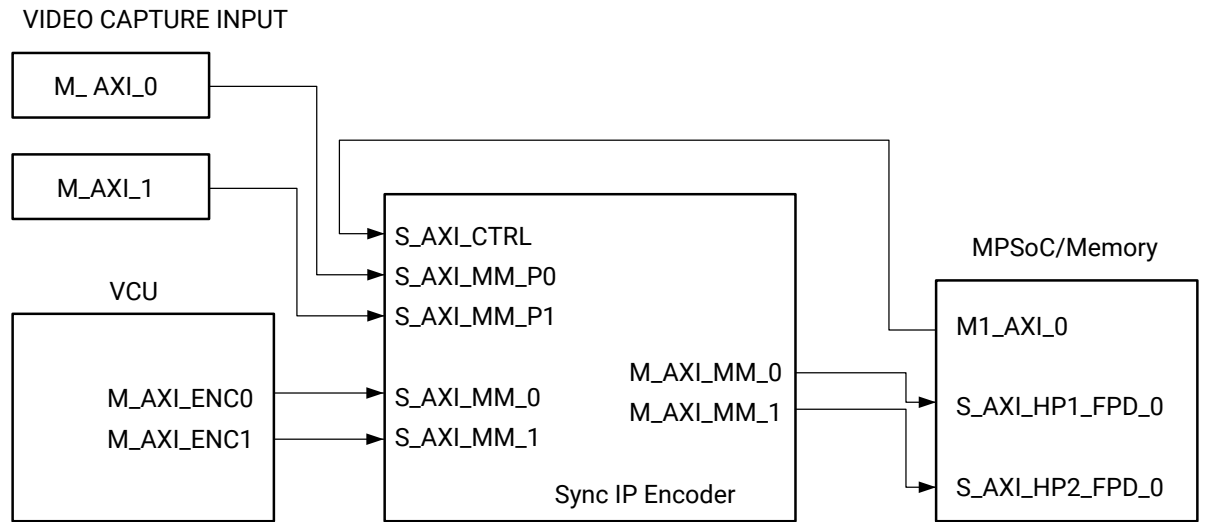 VIDEO CAPTURE INPUT
M_ AXI_0
M_AXI_1
VCU
M_AXI_ENC0
M_AXI_ENC1
S_AXI_CTRL
S_AXI_MM_P0
S_AXI_MM_P1
S_AXI_MM_0
S_AXI_MM_1
M_AXI_MM_0
M_AXI_MM_1
Sync IP Encoder
MPSoC/Memory
M1_AXI_0
S_AXI_HP1_FPD_0
S_AXI_HP2_FPD_0